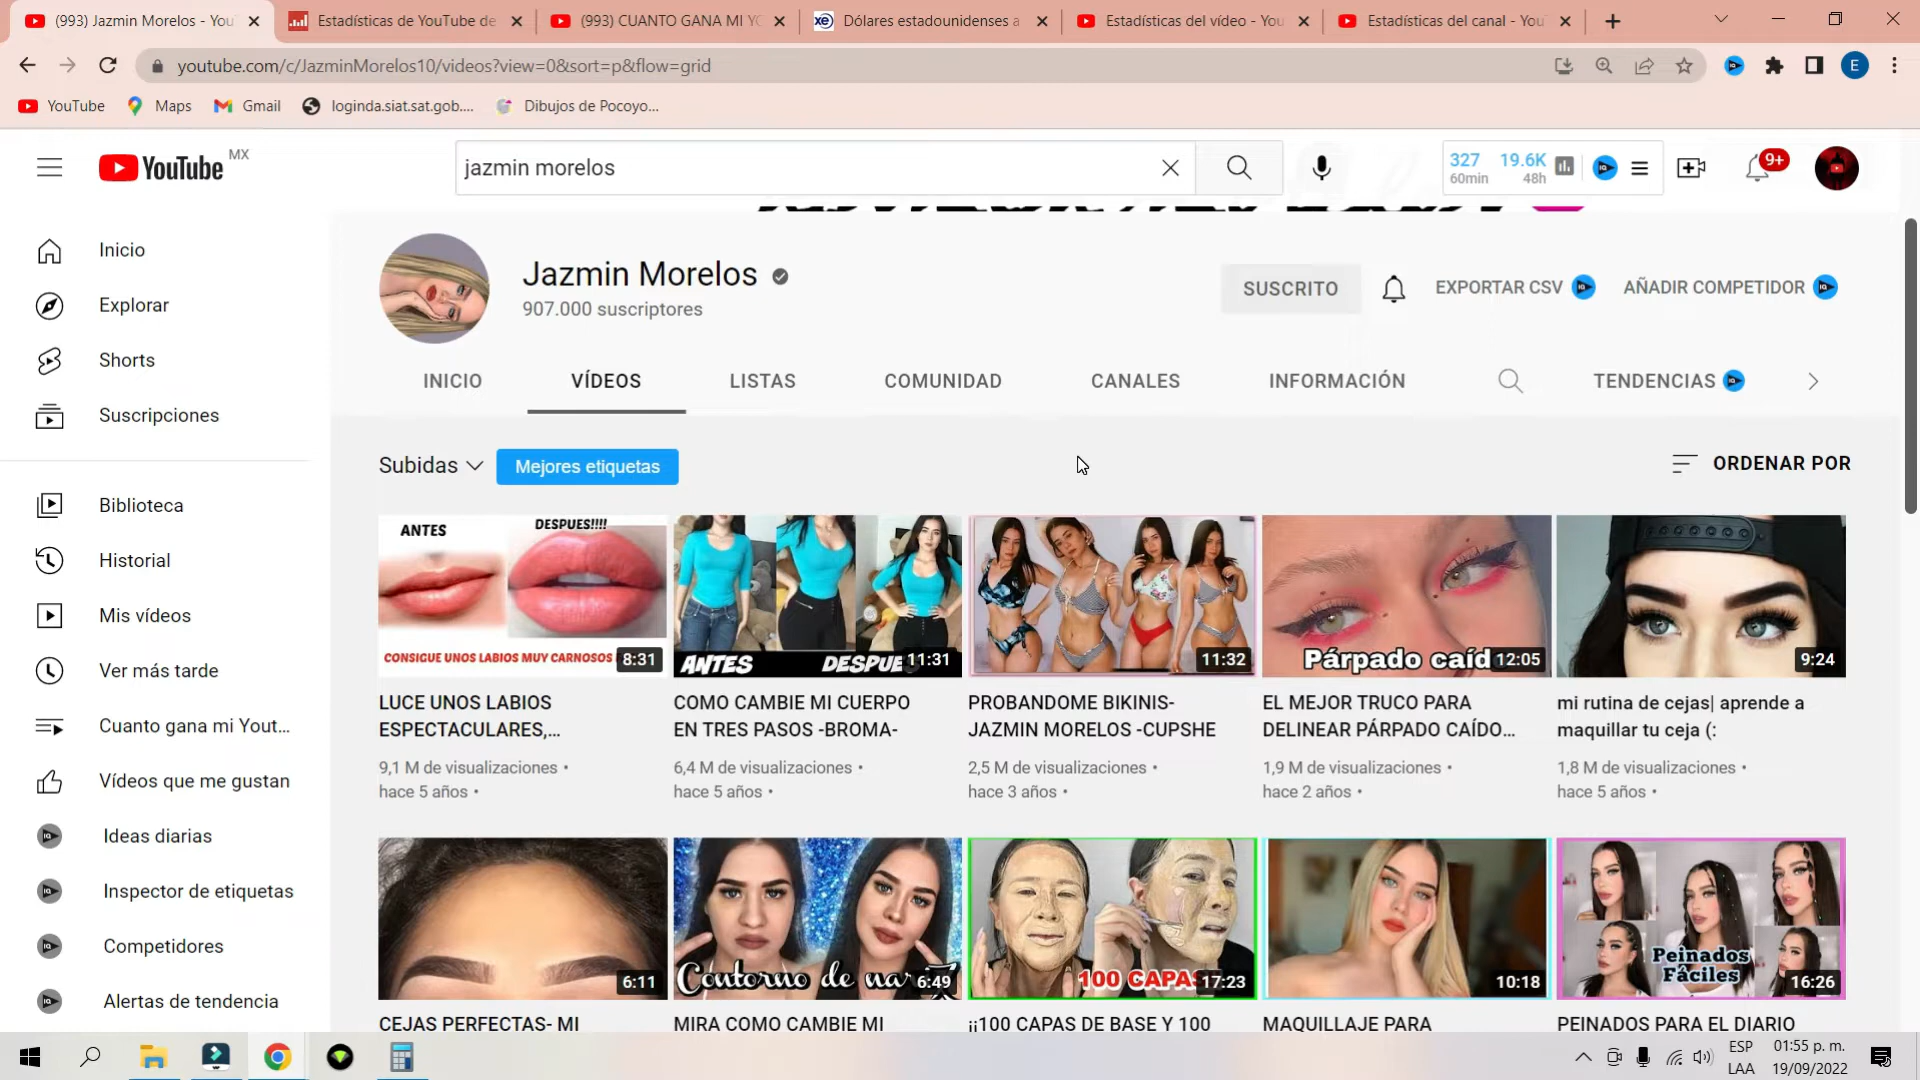 (993) Jazmin Morelos - You
Estadísticas de YouTube de
(993) CUANTO GANA MI YO
Dólares estadounidenses a
Estadísticas del vídeo - You
Estadísticas del canal - You
youtube.com/c/JazminMorelos10/videos?view=0&sort=p&flow=grid
E
YouTube
Maps
Gmail
loginda.siat.sat.gob....
Dibujos de Pocoyo...
YouTube MX
jazmin morelos
327 19.6K
60min 48h
9+
Inicio
Explorar
Shorts
Suscripciones
Biblioteca
Historial
Mis vídeos
Ver más tarde
Cuanto gana mi Yout...
Vídeos que me gustan
Ideas diarias
Inspector de etiquetas
Competidores
Alertas de tendencia
Jazmin Morelos
907.000 suscriptores
SUSCRITO
EXPORTAR CSV
AÑADIR COMPETIDOR
INICIO
VÍDEOS
LISTAS
COMUNIDAD
CANALES
INFORMACIÓN
TENDENCIAS
Subidas
Mejores etiquetas
ORDENAR POR
ANTES
DESPUES!!!!
CONSIGUE UNOS LABIOS MUY CARNOSOS
8:31
LUCE UNOS LABIOS
ESPECTACULARES,...
9,1 M de visualizaciones •
hace 5 años •
ANTES DESPUE
11:31
COMO CAMBIE MI CUERPO
EN TRES PASOS -BROMA-
6,4 M de visualizaciones •
hace 5 años •
11:32
PROBANDOME BIKINIS-
JAZMIN MORELOS -CUPSHE
2,5 M de visualizaciones •
hace 3 años •
Párpado caíd
12:05
EL MEJOR TRUCO PARA
DELINEAR PÁRPADO CAÍDO...
1,9 M de visualizaciones •
hace 2 años •
9:24
mi rutina de cejas| aprende a
maquillar tu ceja (:
1,8 M de visualizaciones •
hace 5 años •
6:11
CEJAS PERFECTAS- MI
Contorno de nariz
6:49
MIRA COMO CAMBIE MI
100 CAPAS
17:23
¡¡100 CAPAS DE BASE Y 100
10:18
MAQUILLAJE PARA
Peinados
Fáciles
16:26
PEINADOS PARA EL DIARIO
ESP
LAA
01:55 p. m.
19/09/2022